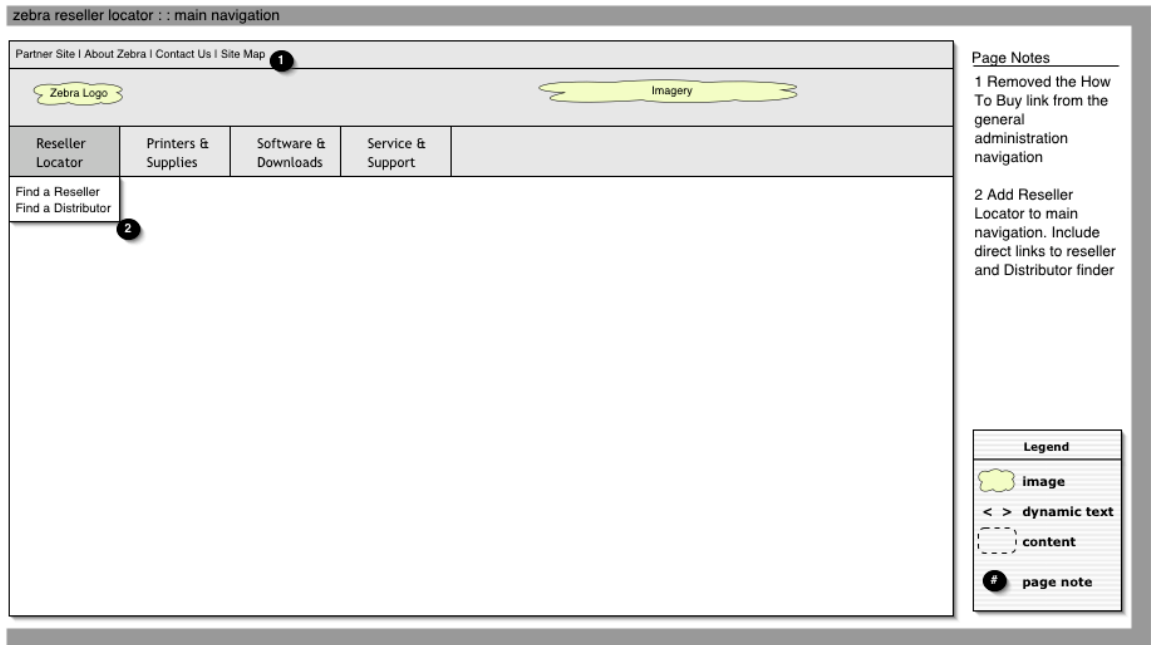 zebra reseller locator : : main navigation
Partner Site I About Zebra I Contact Us I Site Map
1
Zebra Logo
Imagery
Reseller
Locator
Printers &
Supplies
Software &
Downloads
Service &
Support
Find a Reseller
Find a Distributor
2
Page Notes
1 Removed the How
To Buy link from the
general
administration
navigation
2 Add Reseller
Locator to main
navigation. Include
direct links to reseller
and Distributor finder
Legend
image
< > dynamic text
content
# page note